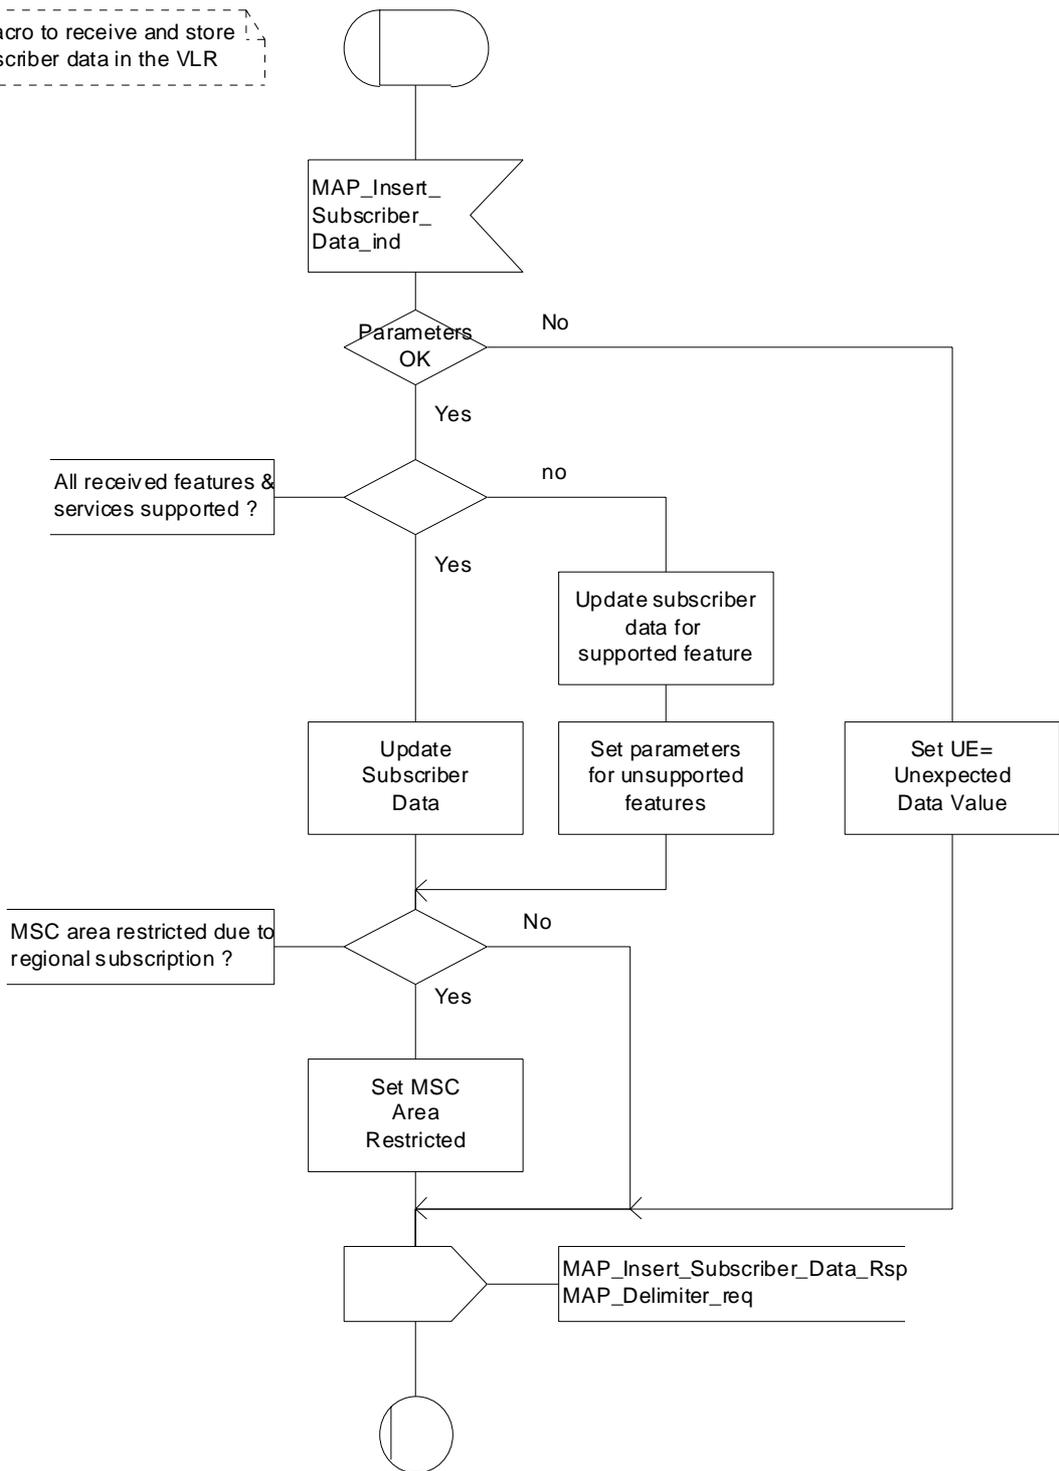 acro to receive and store
scriber data in the VLR
MAP_Insert_
Subscriber_
Data_ind
Parameters
OK
No
Yes
All received features &
services supported ?
no
Yes
Update subscriber
data for
supported feature
Update
Subscriber
Data
Set parameters
for unsupported
features
Set UE=
Unexpected
Data Value
MSC area restricted due to
regional subscription ?
No
Yes
Set MSC
Area
Restricted
MAP_Insert_Subscriber_Data_Rsp
MAP_Delimiter_req